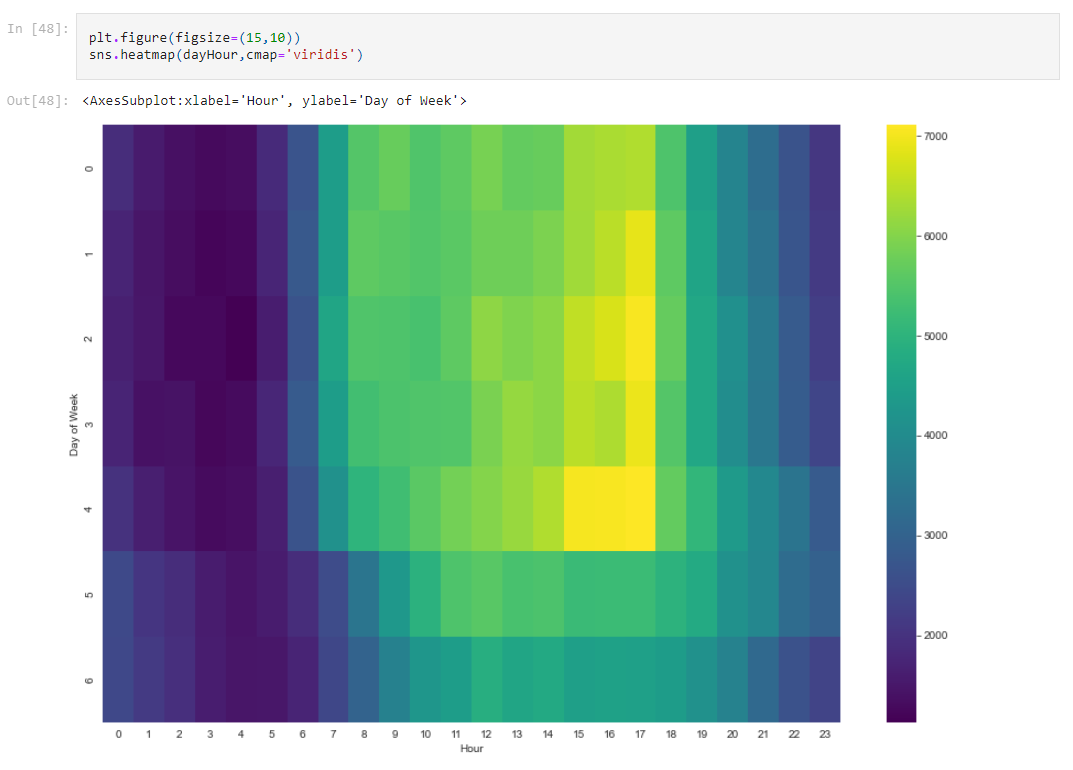 In [48]:
plt.figure(figsize=(15,10))
sns.heatmap(dayHour,cmap='viridis')
Out[48]: <AxesSubplot:xlabel='Hour', ylabel='Day of Week'>
Day of Week
0
1
2
3
4
5
6
0 1 2 3 4 5 6 7 8 9 10 11 12 13 14 15 16 17 18 19 20 21 22 23
Hour
7000
6000
5000
4000
3000
2000